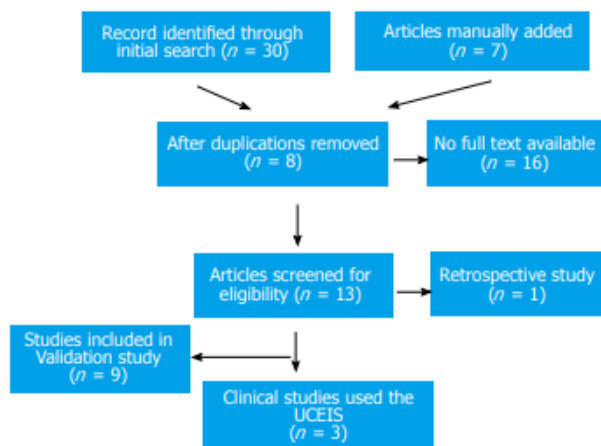 Record identified through
initial search (n = 30)
Articles manually added
(n = 7)
After duplications removed
(n = 8)
No full text available
(n = 16)
Articles screened for
eligibility (n = 13)
Retrospective study
(n = 1)
Studies included in
Validation study
(n = 9)
Clinical studies used the
UCEIS
(n = 3)